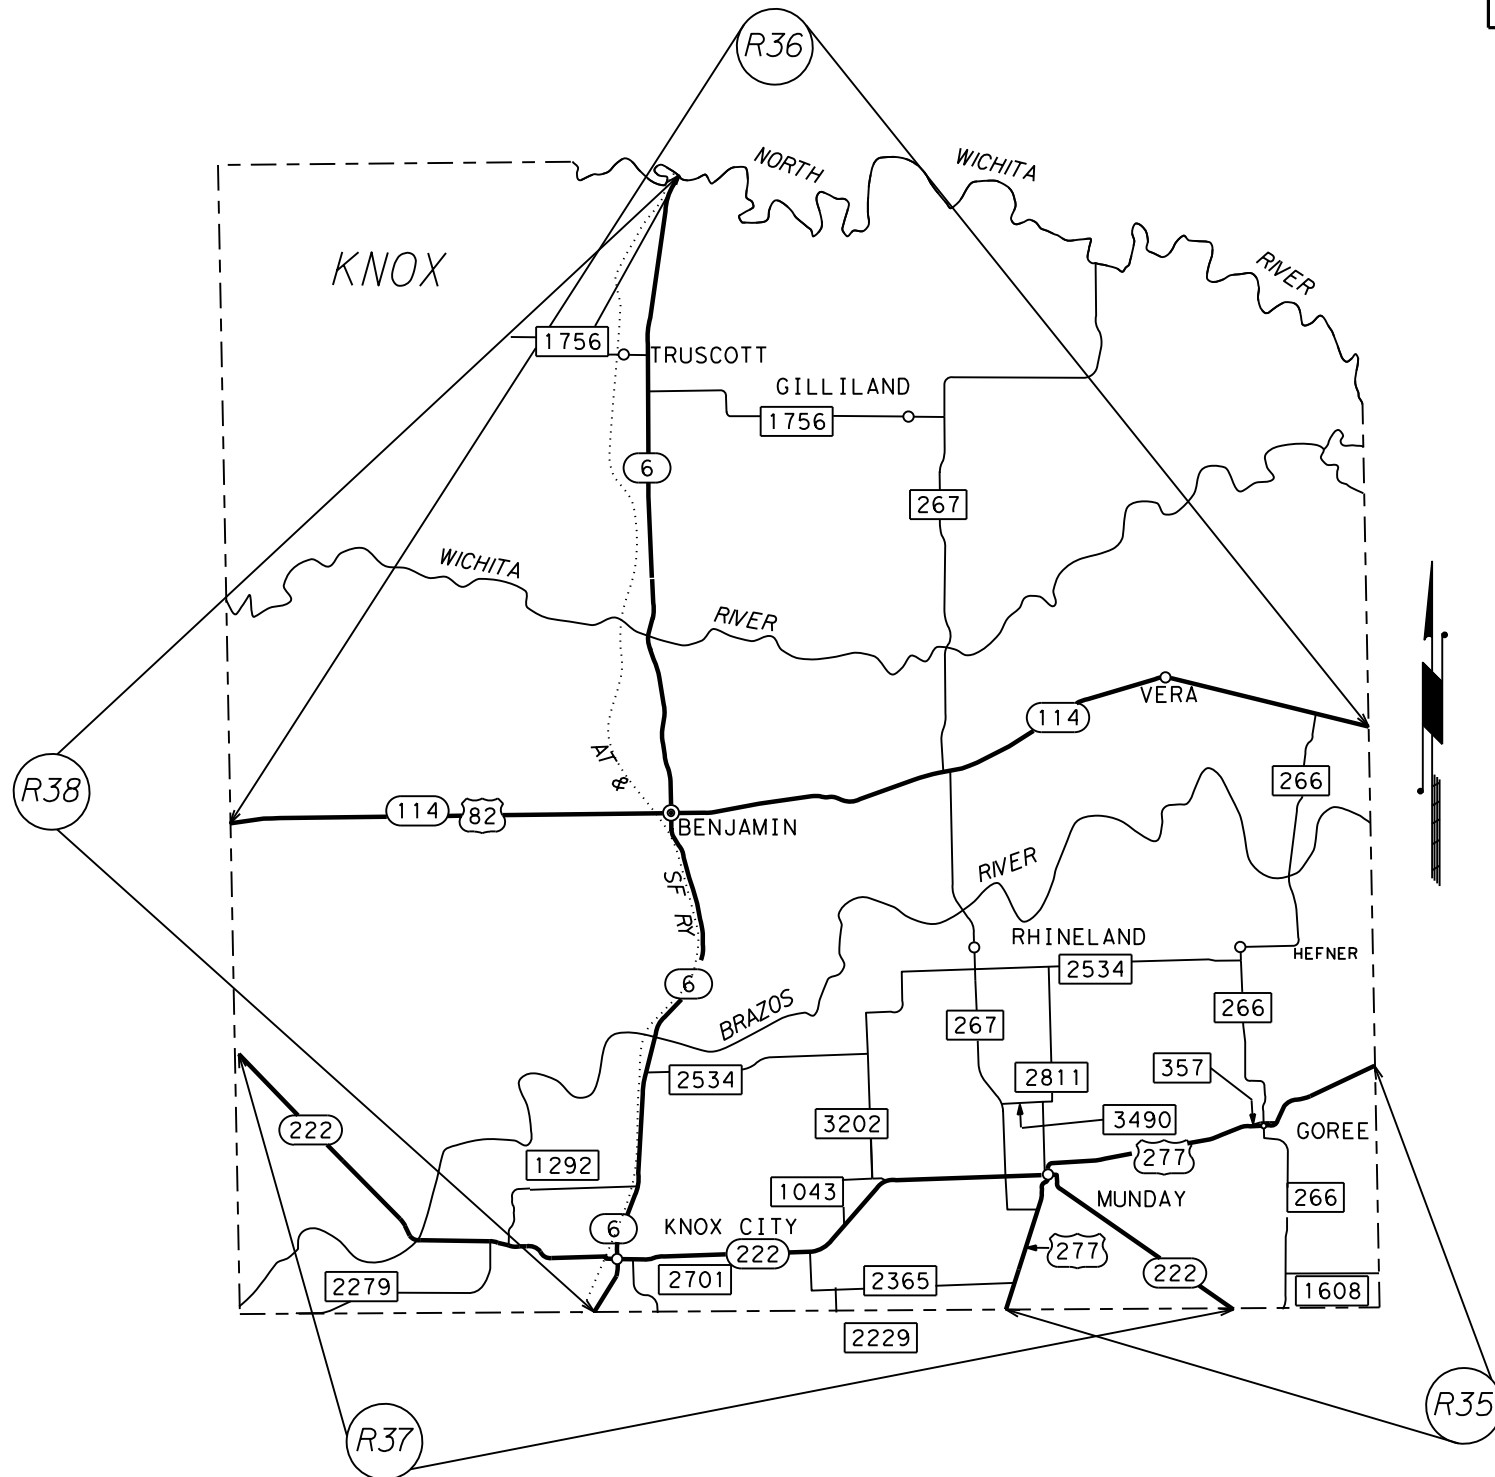 R36
NORTH
WICHITA
RIVER
KNOX
1756
TRUSCOTT
GILLILAND
1756
6
267
WICHITA
RIVER
VERA
114
266
R38
AT &
114
82
BENJAMIN
SF RY
RIVER
RHINELAND
HEFNER
2534
6
BRAZOS
266
267
357
2534
2811
3490
3202
222
GOREE
277
1292
1043
MUNDAY
266
6
KNOX CITY
222
277
222
2279
2701
2365
1608
2229
R35
R37